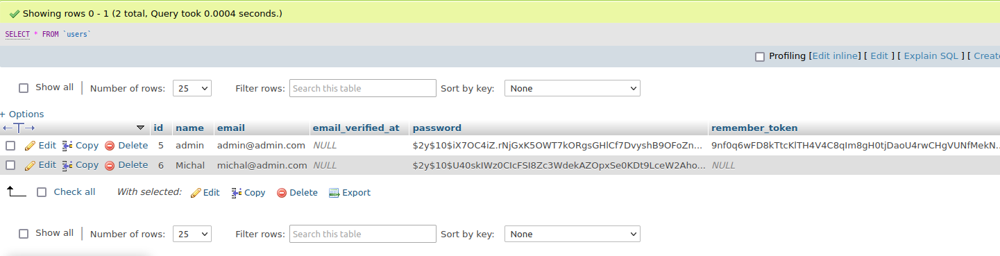 Showing rows 0 - 1 (2 total, Query took 0.0004 seconds.)
SELECT * FROM `users`
Profiling [Edit inline] [ Edit ] [ Explain SQL ] [ Create
Show all Number of rows: 25 Filter rows: Search this table Sort by key: None
+ Options
id name email email_verified_at password remember_token
Edit Copy Delete 5 admin admin@admin.com NULL $2y$10$iX7OC4iZ.rNjGxK5OWT7kORgsGHlCf7DvyshB9OFoZn... 9nf0q6wFD8kTtcKlTH4V4C8qIm8gH0tjDaoU4rwCHgVUNfMekN.
Edit Copy Delete 6 Michal michal@admin.com NULL $2y$10$U40skIWz0CIcFSI8Zc3WdekAZOpxSe0KDt9LceW2Aho... NULL
Check all With selected: Edit Copy Delete Export
Show all Number of rows: 25 Filter rows: Search this table Sort by key: None